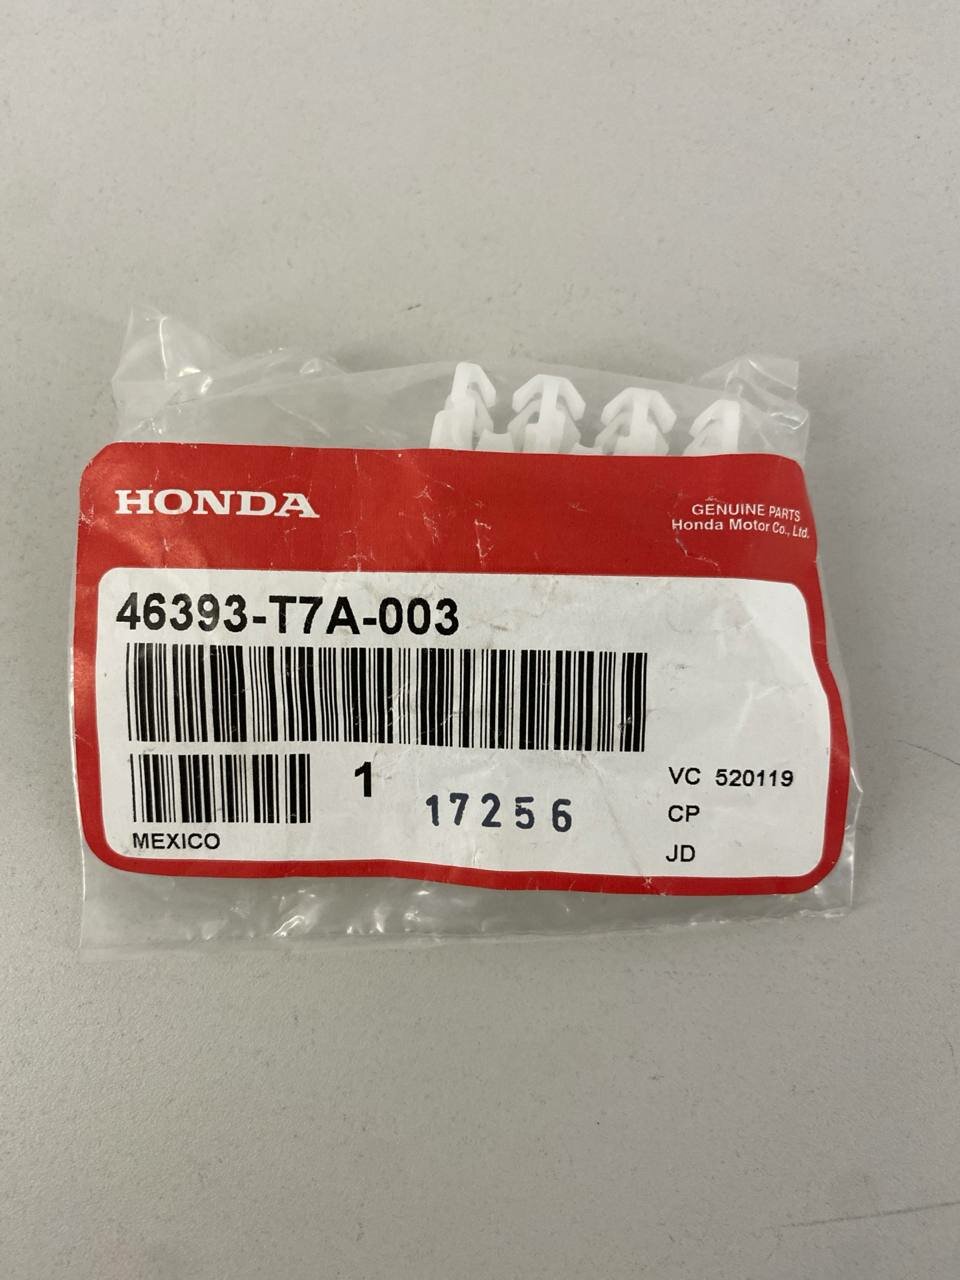 HONDA
GENUINE PARTS
Honda Motor Co., Ltd.
46393-T7A-003
1
17256
VC 520119
CP
JD
MEXICO